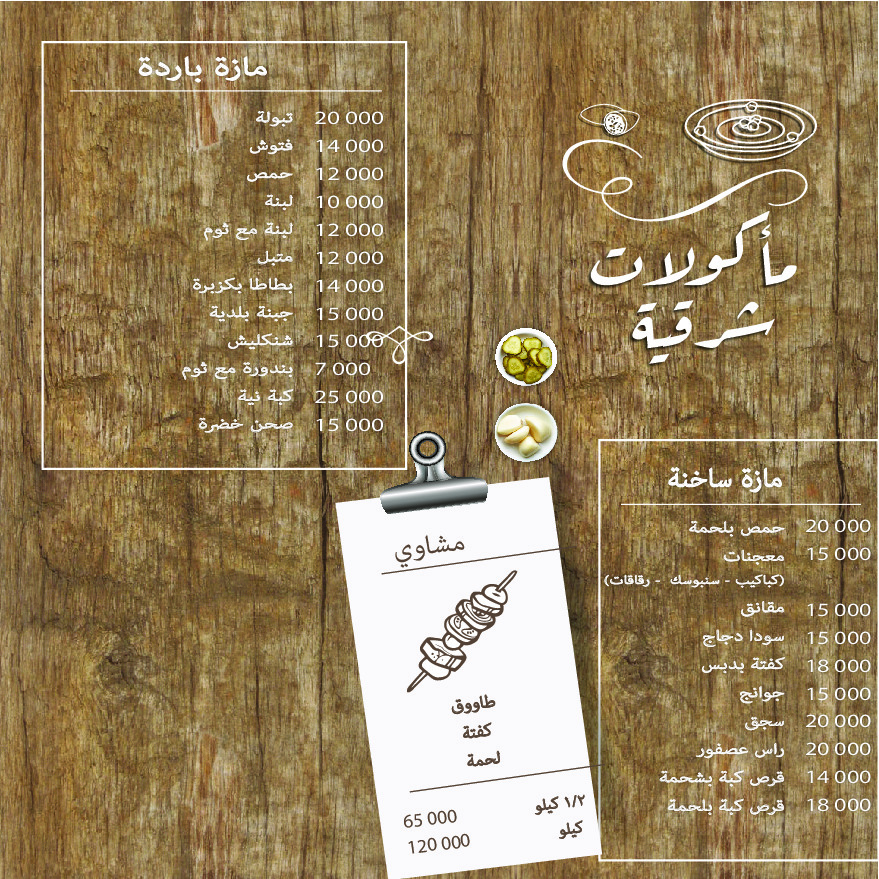 مأكولات
شرقية
مازة باردة
تبولة 20 000
فتوش 14 000
حمص 12 000
لبنة 10 000
لبنة مع ثوم 12 000
متبل 12 000
بطاطا بكزبرة 14 000
جبنة بلدية 15 000
شنكليش 15 000
بندورة مع ثوم 7 000
كبة نية 25 000
صحن خضرة 15 000
مازة ساخنة
حمص بلحمة 20 000
معجنات 15 000
(كباكيب - سنبوسك - رقاقات)
مقانق 15 000
سودا دجاج 15 000
كفتة بدبس 18 000
جوانح 15 000
سجق 20 000
راس عصفور 20 000
قرص كبة بشحمة 14 000
قرص كبة بلحمة 18 000
مشاوي
طاووق
كفتة
لحمة
١/٢ كيلو 65 000
كيلو 120 000